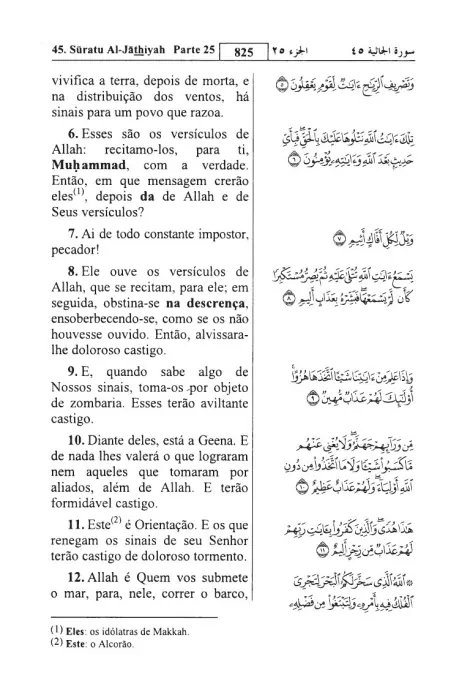 45. Sūratu Al-Jāthiyah Parte 25 825 الجزء ٢٥ سورة الجاثية ٤٥
vivifica a terra, depois de morta, e
na distribuição dos ventos, há
sinais para um povo que razoa.
6. Esses são os versículos de
Allah: recitamo-los, para ti,
Muḥammad, com a verdade.
Então, em que mensagem crerão
eles(1), depois da de Allah e de
Seus versículos?
7. Ai de todo constante impostor,
pecador!
8. Ele ouve os versículos de
Allah, que se recitam, para ele; em
seguida, obstina-se na descrença,
ensoberbecendo-se, como se os não
houvesse ouvido. Então, alvissara-
lhe doloroso castigo.
9. E, quando sabe algo de
Nossos sinais, toma-os por objeto
de zombaria. Esses terão aviltante
castigo.
10. Diante deles, está a Geena. E
de nada lhes valerá o que lograram
nem aqueles que tomaram por
aliados, além de Allah. E terão
formidável castigo.
11. Este(2) é Orientação. E os que
renegam os sinais de seu Senhor
terão castigo de doloroso tormento.
12. Allah é Quem vos submete
o mar, para, nele, correr o barco,
وَتَصْرِيفِ ٱلرِّيَٰحِ ءَايَٰتٌ لِّقَوْمٍ يَعْقِلُونَ ٥
تِلْكَ ءَايَٰتُ ٱللَّهِ نَتْلُوهَا عَلَيْكَ بِٱلْحَقِّ فَبِأَيِّ
حَدِيثٍۭ بَعْدَ ٱللَّهِ وَءَايَٰتِهِۦ يُؤْمِنُونَ ٦
وَيْلٌ لِّكُلِّ أَفَّاكٍ أَثِيمٍ ٧
يَسْمَعُ ءَايَٰتِ ٱللَّهِ تُتْلَىٰ عَلَيْهِ ثُمَّ يُصِرُّ مُسْتَكْبِرًا
كَأَن لَّمْ يَسْمَعْهَا فَبَشِّرْهُ بِعَذَابٍ أَلِيمٍ ٨
وَإِذَا عَلِمَ مِنْ ءَايَٰتِنَا شَيْـًٔا ٱتَّخَذَهَا هُزُوًا
أُو۟لَٰٓئِكَ لَهُمْ عَذَابٌ مُّهِينٌ ٩
مِّن وَرَآئِهِمْ جَهَنَّمُ وَلَا يُغْنِى عَنْهُم
مَّا كَسَبُوا۟ شَيْـًٔا وَلَا مَا ٱتَّخَذُوا۟ مِن دُونِ
ٱللَّهِ أَوْلِيَآءَ وَلَهُمْ عَذَابٌ عَظِيمٌ ١٠
هَٰذَا هُدًى وَٱلَّذِينَ كَفَرُوا۟ بِـَٔايَٰتِ رَبِّهِمْ
لَهُمْ عَذَابٌ مِّن رِّجْزٍ أَلِيمٌ ١١
۞ ٱللَّهُ ٱلَّذِى سَخَّرَ لَكُمُ ٱلْبَحْرَ لِتَجْرِىَ
ٱلْفُلْكُ فِيهِ بِأَمْرِهِۦ وَلِتَبْتَغُوا۟ مِن فَضْلِهِۦ
(1) Eles: os idólatras de Makkah.
(2) Este: o Alcorão.